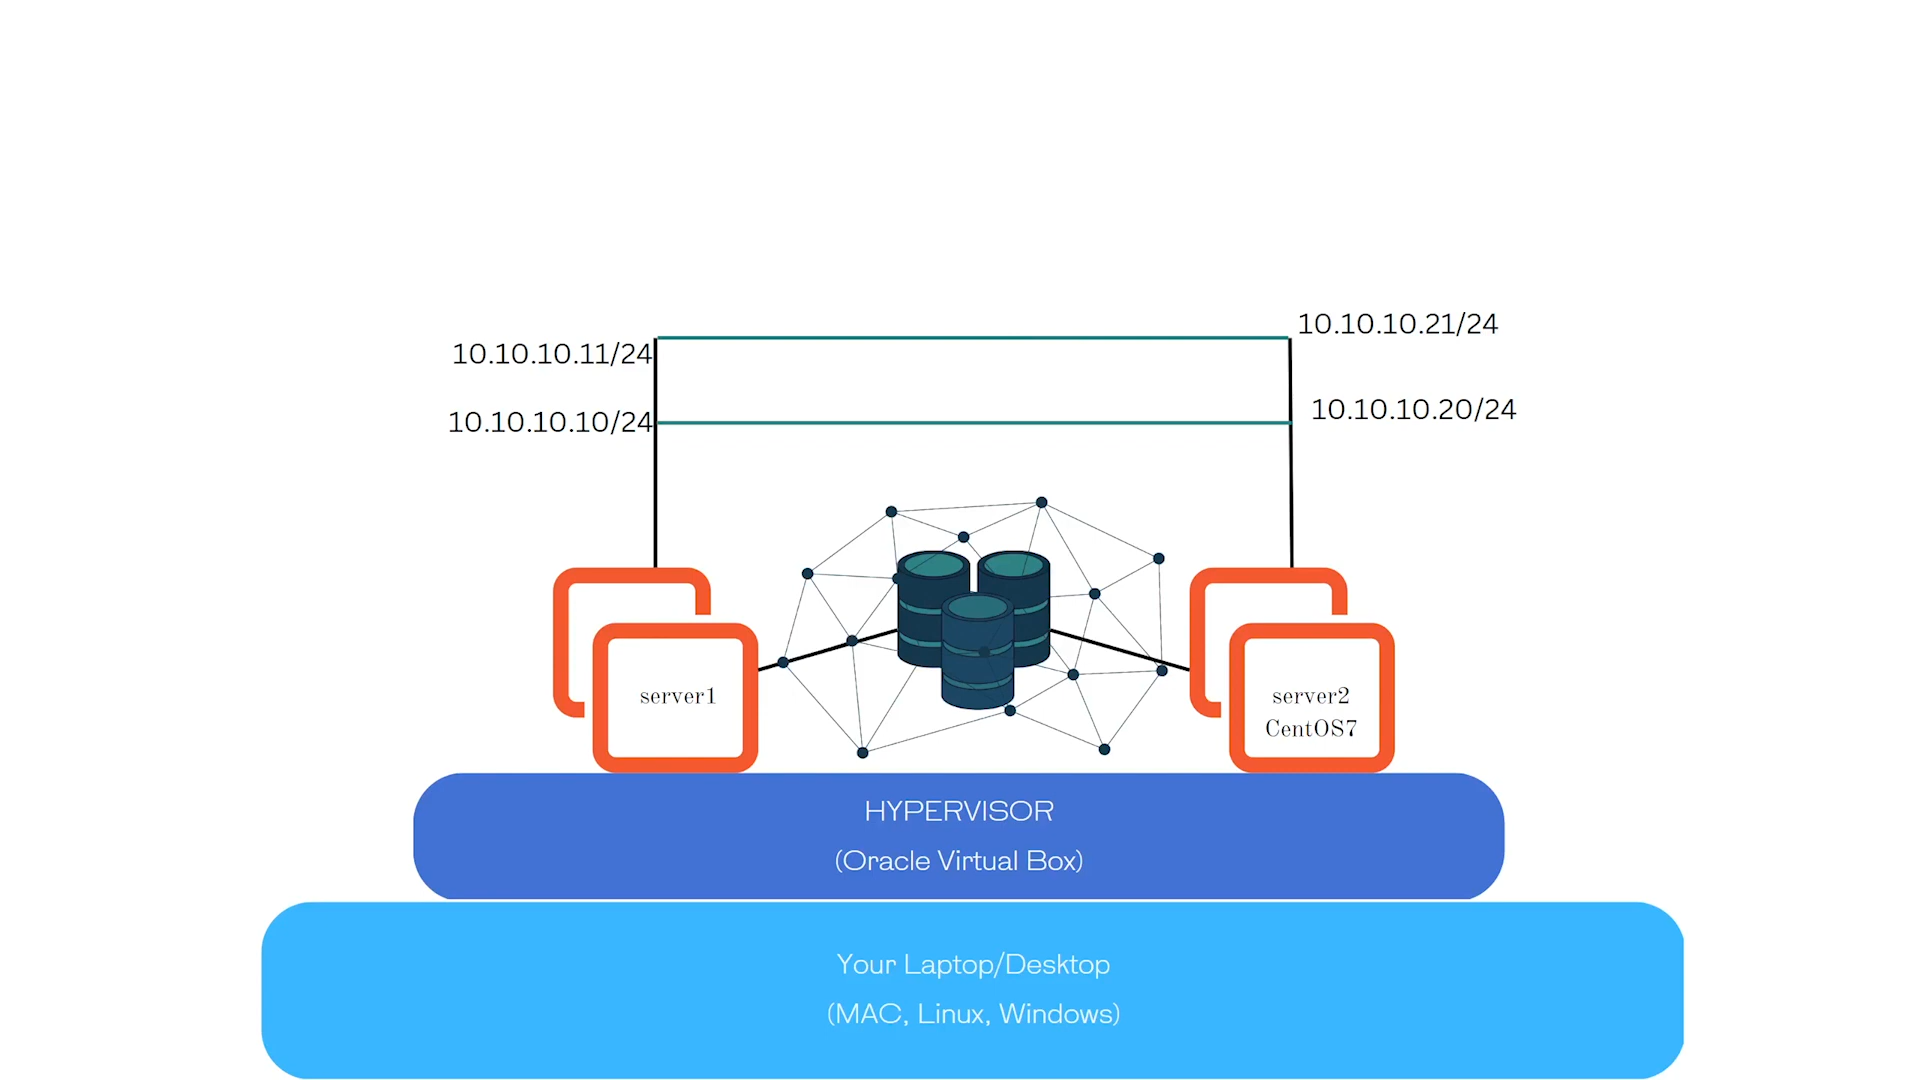 10.10.10.21/24
10.10.10.11/24
10.10.10.20/24
10.10.10.10/24
server1
server2
CentOS7
HYPERVISOR
(Oracle Virtual Box)
Your Laptop/Desktop
(MAC, Linux, Windows)